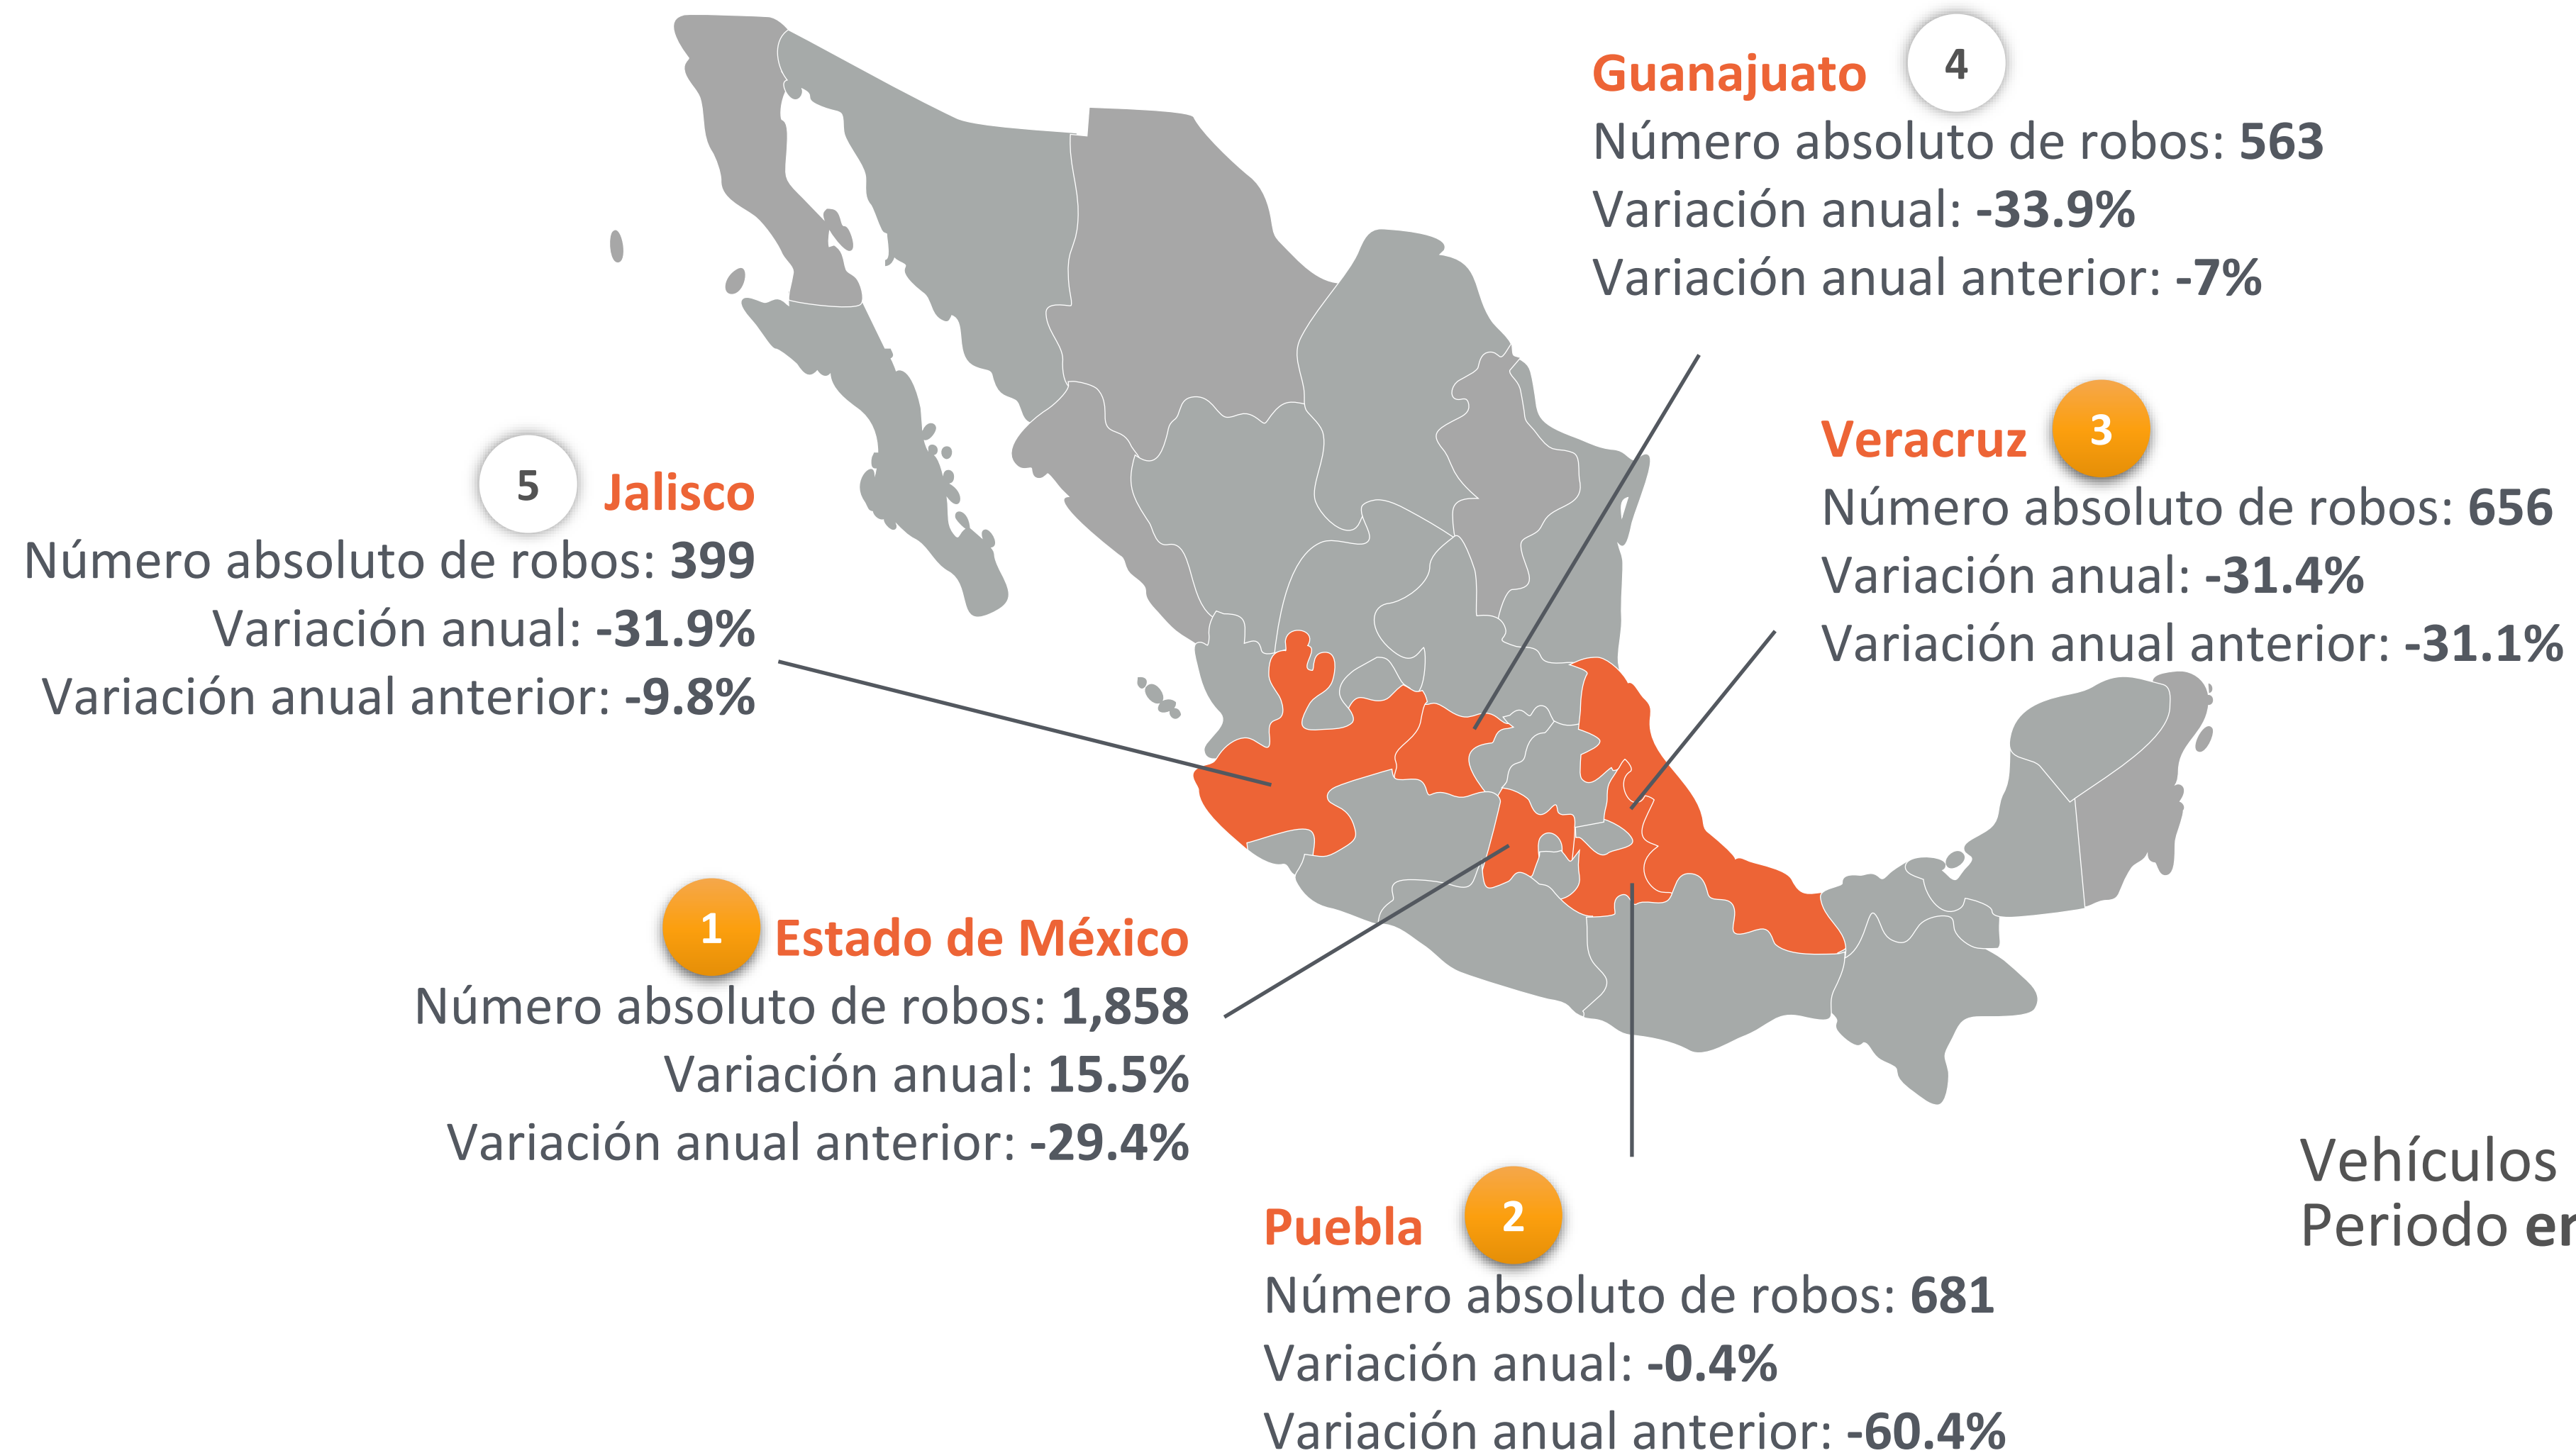 Guanajuato 4
Número absoluto de robos: 563
Variación anual: -33.9%
Variación anual anterior: -7%
Veracruz 3
Número absoluto de robos: 656
Variación anual: -31.4%
Variación anual anterior: -31.1%
5 Jalisco
Número absoluto de robos: 399
Variación anual: -31.9%
Variación anual anterior: -9.8%
1 Estado de México
Número absoluto de robos: 1,858
Variación anual: 15.5%
Variación anual anterior: -29.4%
Puebla 2
Número absoluto de robos: 681
Variación anual: -0.4%
Variación anual anterior: -60.4%
Vehículos
Periodo